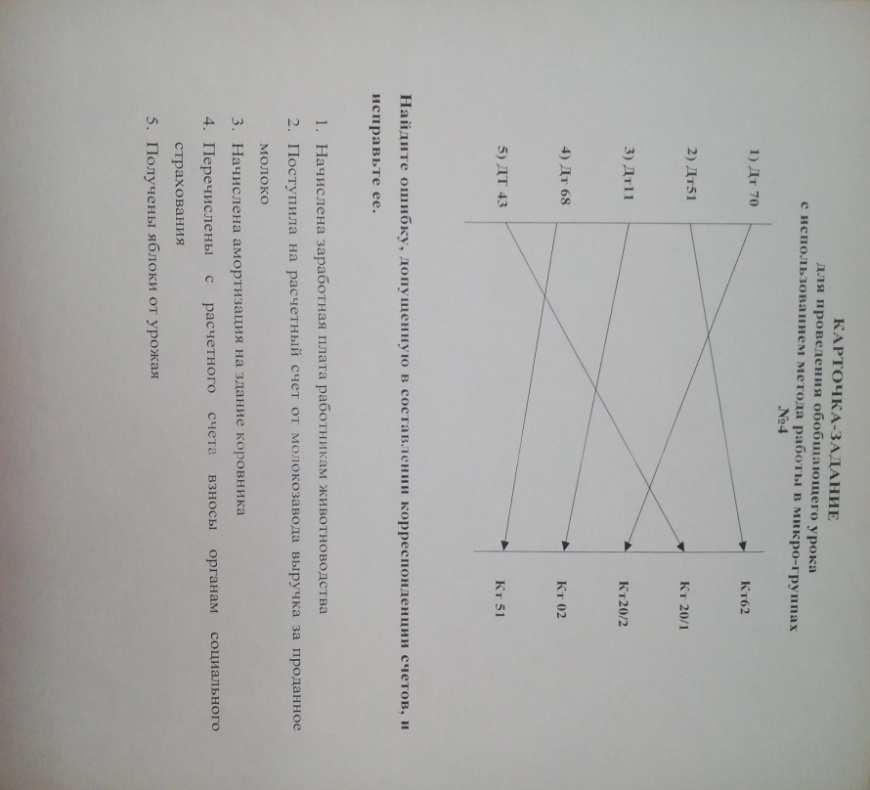 КАРТОЧКА-ЗАДАНИЕ
для проведения обобщающего урока
с использованием метода работы в микро-группах
№4
1) Дт 70 Кт62
2) Дт51 Кт 20/1
3) Дт11 Кт20/2
4) Дт 68 Кт 02
5) ДТ 43 Кт 51
Найдите ошибку, допущенную в составлении корреспонденции счетов, и
исправьте ее.
1. Начислена заработная плата работникам животноводства
2. Поступила на расчетный счет от молокозавода выручка за проданное
молоко
3. Начислена амортизация на здание коровника
4. Перечислены с расчетного счета взносы органам социального
страхования
5. Получены яблоки от урожая